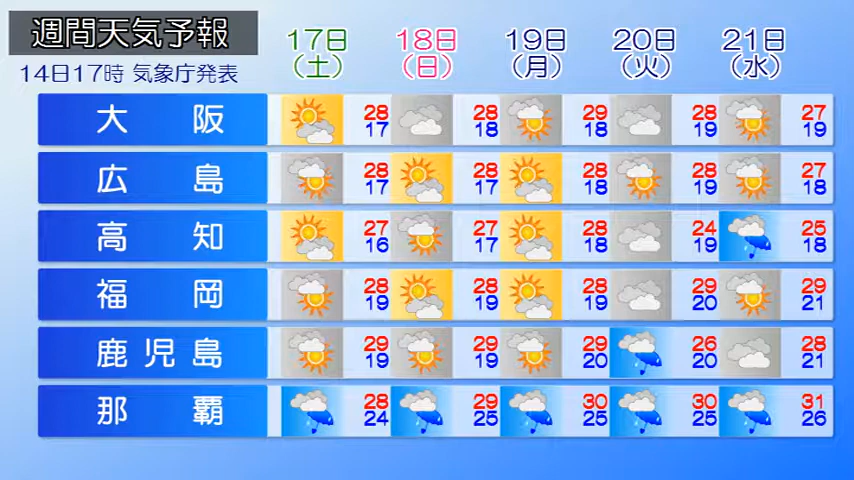 週間天気予報
14日17時 気象庁発表
17日 18日 19日 20日 21日
(土) (日) (月) (火) (水)
大阪 28 17 28 18 29 18 28 19 27 19
広島 28 17 28 17 28 18 28 19 27 18
高知 27 16 27 17 28 18 24 19 25 18
福岡 28 19 28 19 28 19 29 20 29 21
鹿児島 29 19 29 19 29 20 26 20 28 21
那覇 28 24 29 25 30 25 30 25 31 26